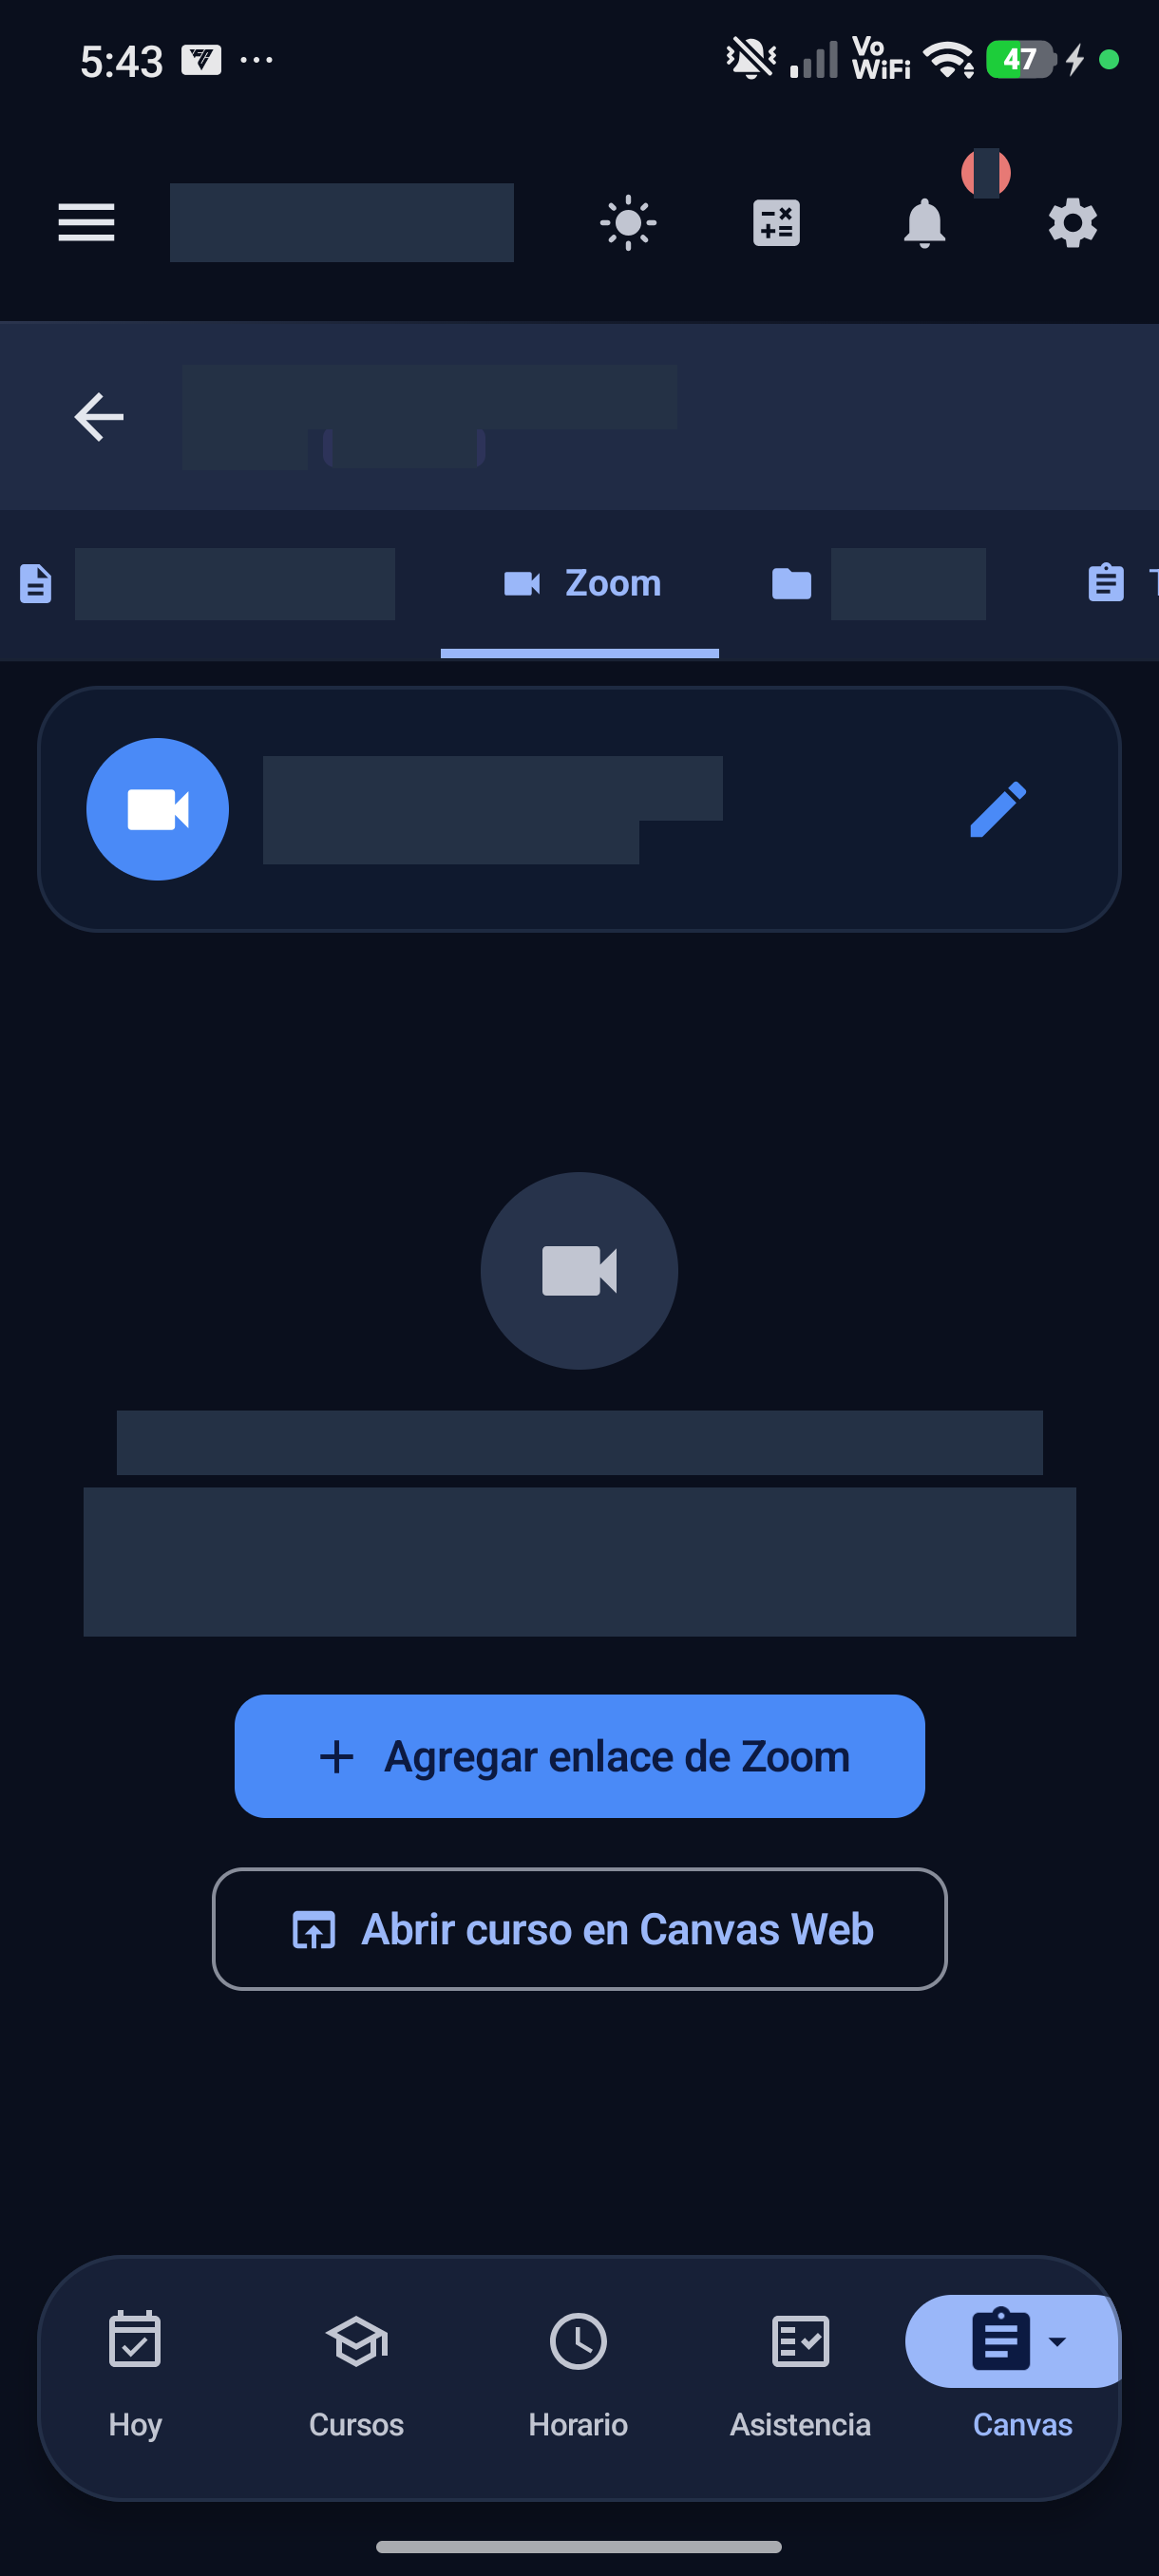 5:43
Vo
WiFi
47
Zoom
Agregar enlace de Zoom
Abrir curso en Canvas Web
Hoy
Cursos
Horario
Asistencia
Canvas